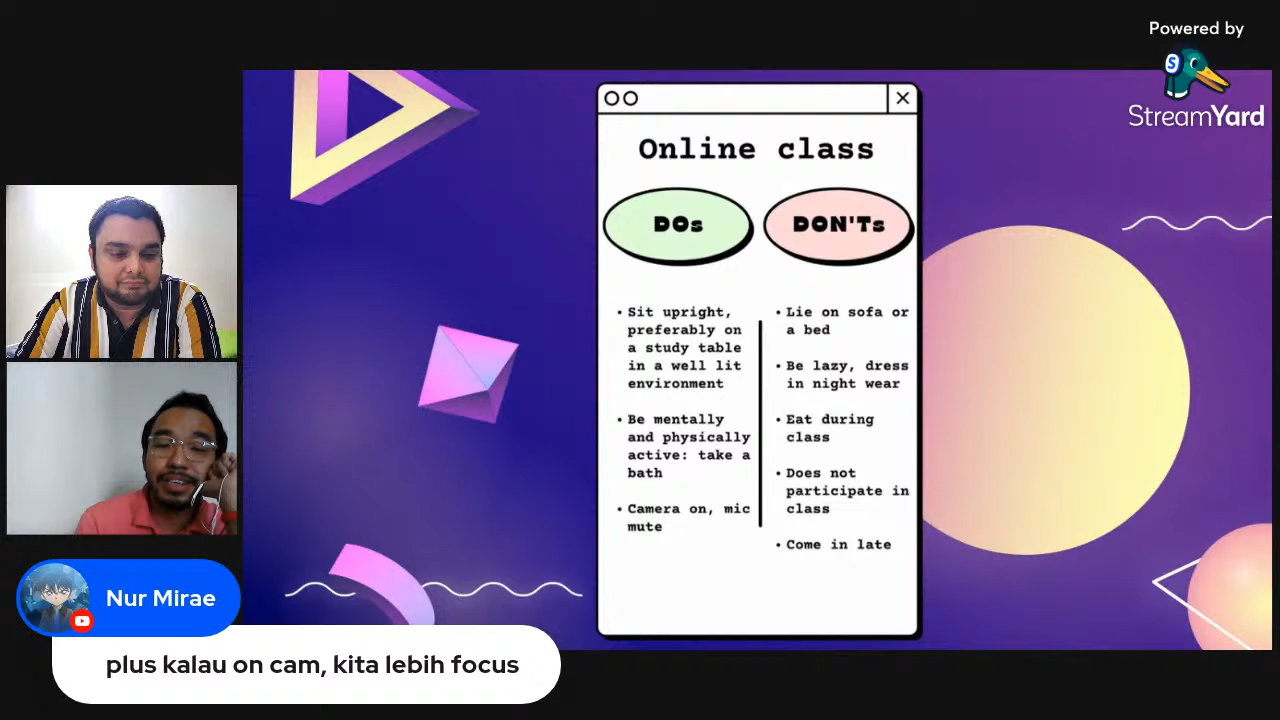 Powered by
StreamYard
Online class
DOs
DON'Ts
• Sit upright,
preferably on
a study table
in a well lit
environment
• Be mentally
and physically
active: take a
bath
• Camera on, mic
mute
• Lie on sofa or
a bed
• Be lazy, dress
in night wear
• Eat during
class
• Does not
participate in
class
• Come in late
Nur Mirae
plus kalau on cam, kita lebih focus